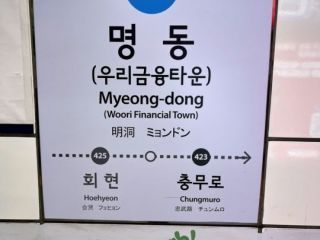 명 동
(우리금융타운)
Myeong-dong
(Woori Financial Town)
明洞 ミョンドン
425 423
회 현 충무로
Hoehyeon Chungmuro
会賢 フェヒョン 忠武路 チュンムロ